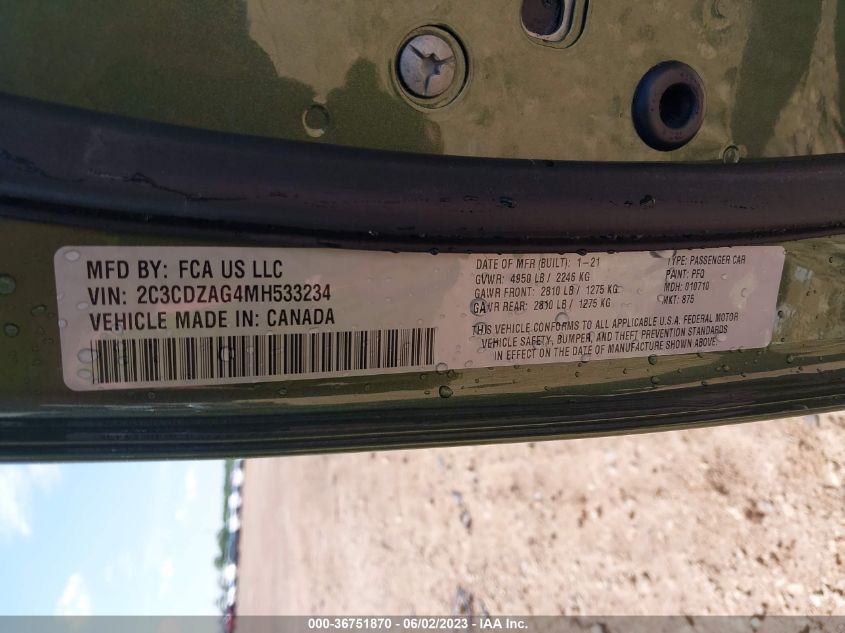 MFD BY: FCA US LLC
VIN: 2C3CDZAG4MH533234
VEHICLE MADE IN: CANADA
DATE OF MFR (BUILT): 1-21
GVWR: 4950 LB / 2246 KG
GAWR FRONT: 2810 LB / 1275 KG
GAWR REAR: 2810 LB / 1275 KG
TYPE: PASSENGER CAR
PAINT: PFQ
MDH: 010710
MKT: 875
THIS VEHICLE CONFORMS TO ALL APPLICABLE U.S.A. FEDERAL MOTOR
VEHICLE SAFETY, BUMPER, AND THEFT PREVENTION STANDARDS
IN EFFECT ON THE DATE OF MANUFACTURE SHOWN ABOVE.
000-36751870 - 06/02/2023 - IAA Inc.